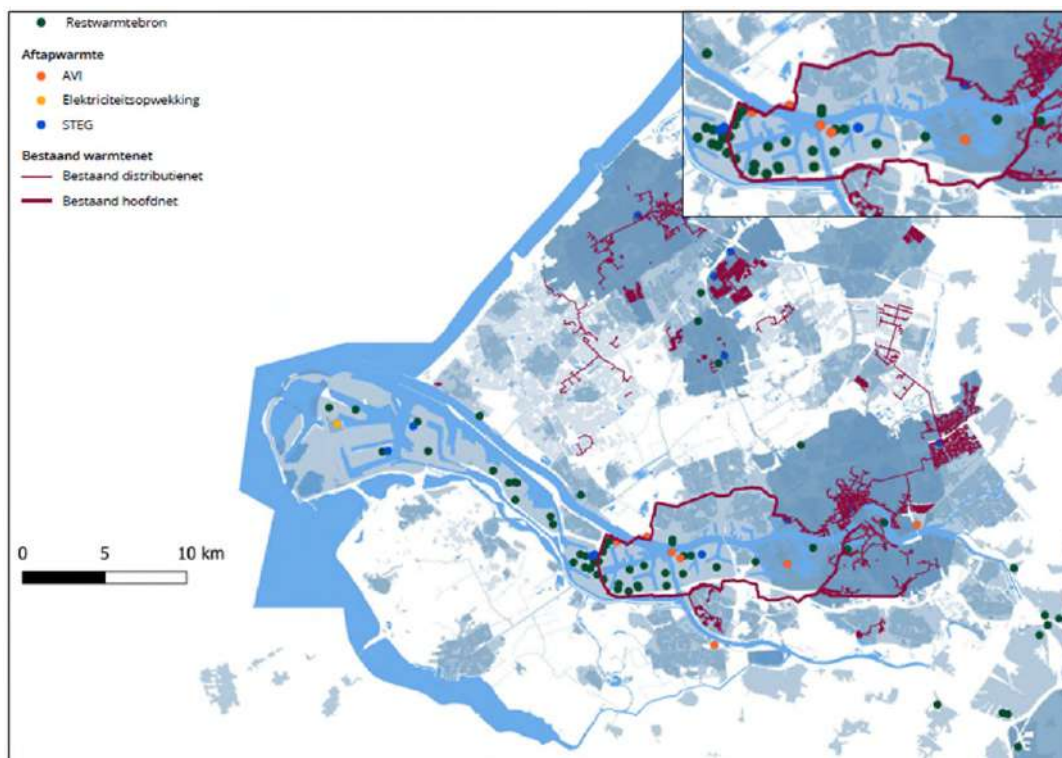 Restwarmtebron
Aftapwarmte
AVI
Elektriciteitsopwekking
STEG
Bestaand warmtenet
Bestaand distributienet
Bestaand hoofdnet
0 5 10 km